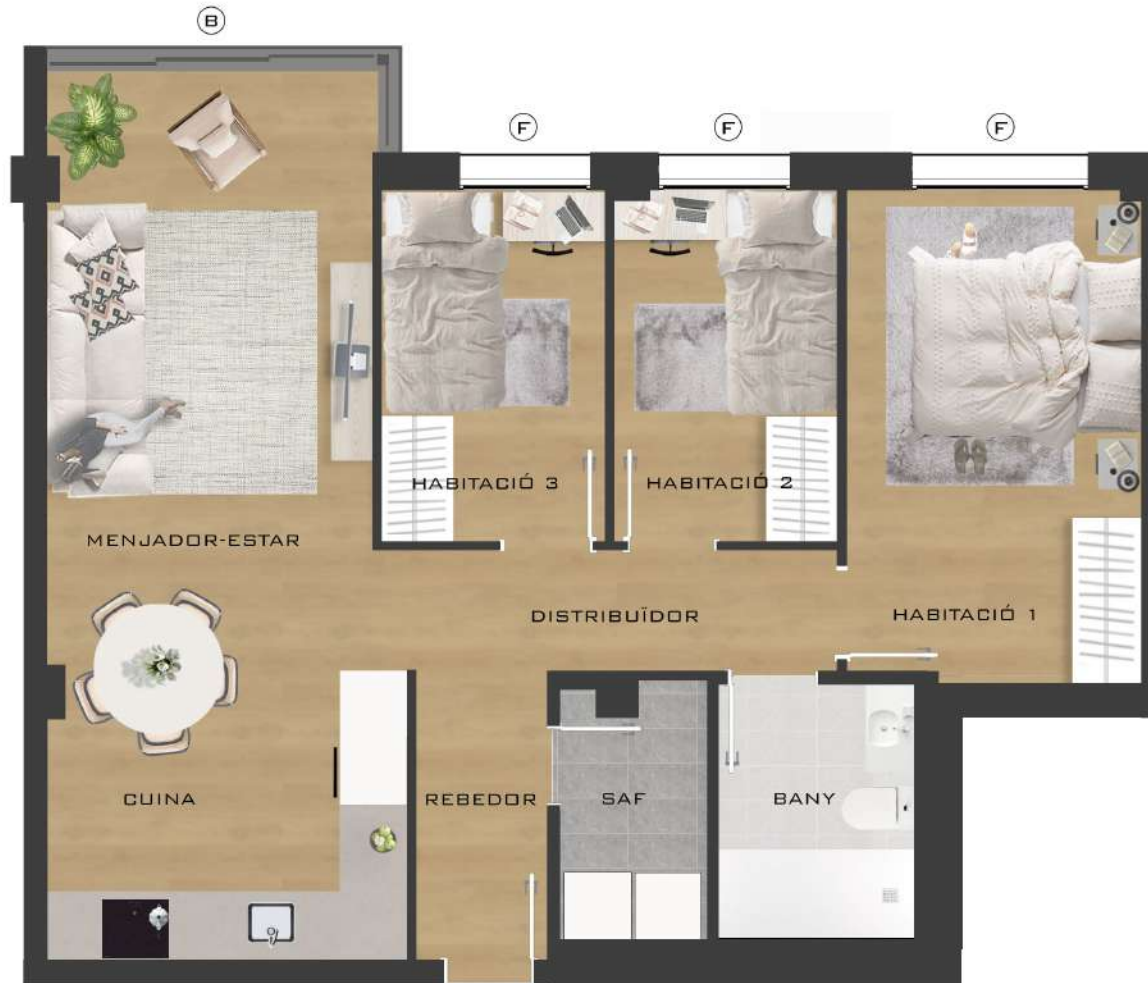 B
F
F
F
HABITACIÓ 3
HABITACIÓ 2
MENJADOR-ESTAR
DISTRIBUÏDOR
HABITACIÓ 1
CUINA
REBEDOR
SAF
BANY